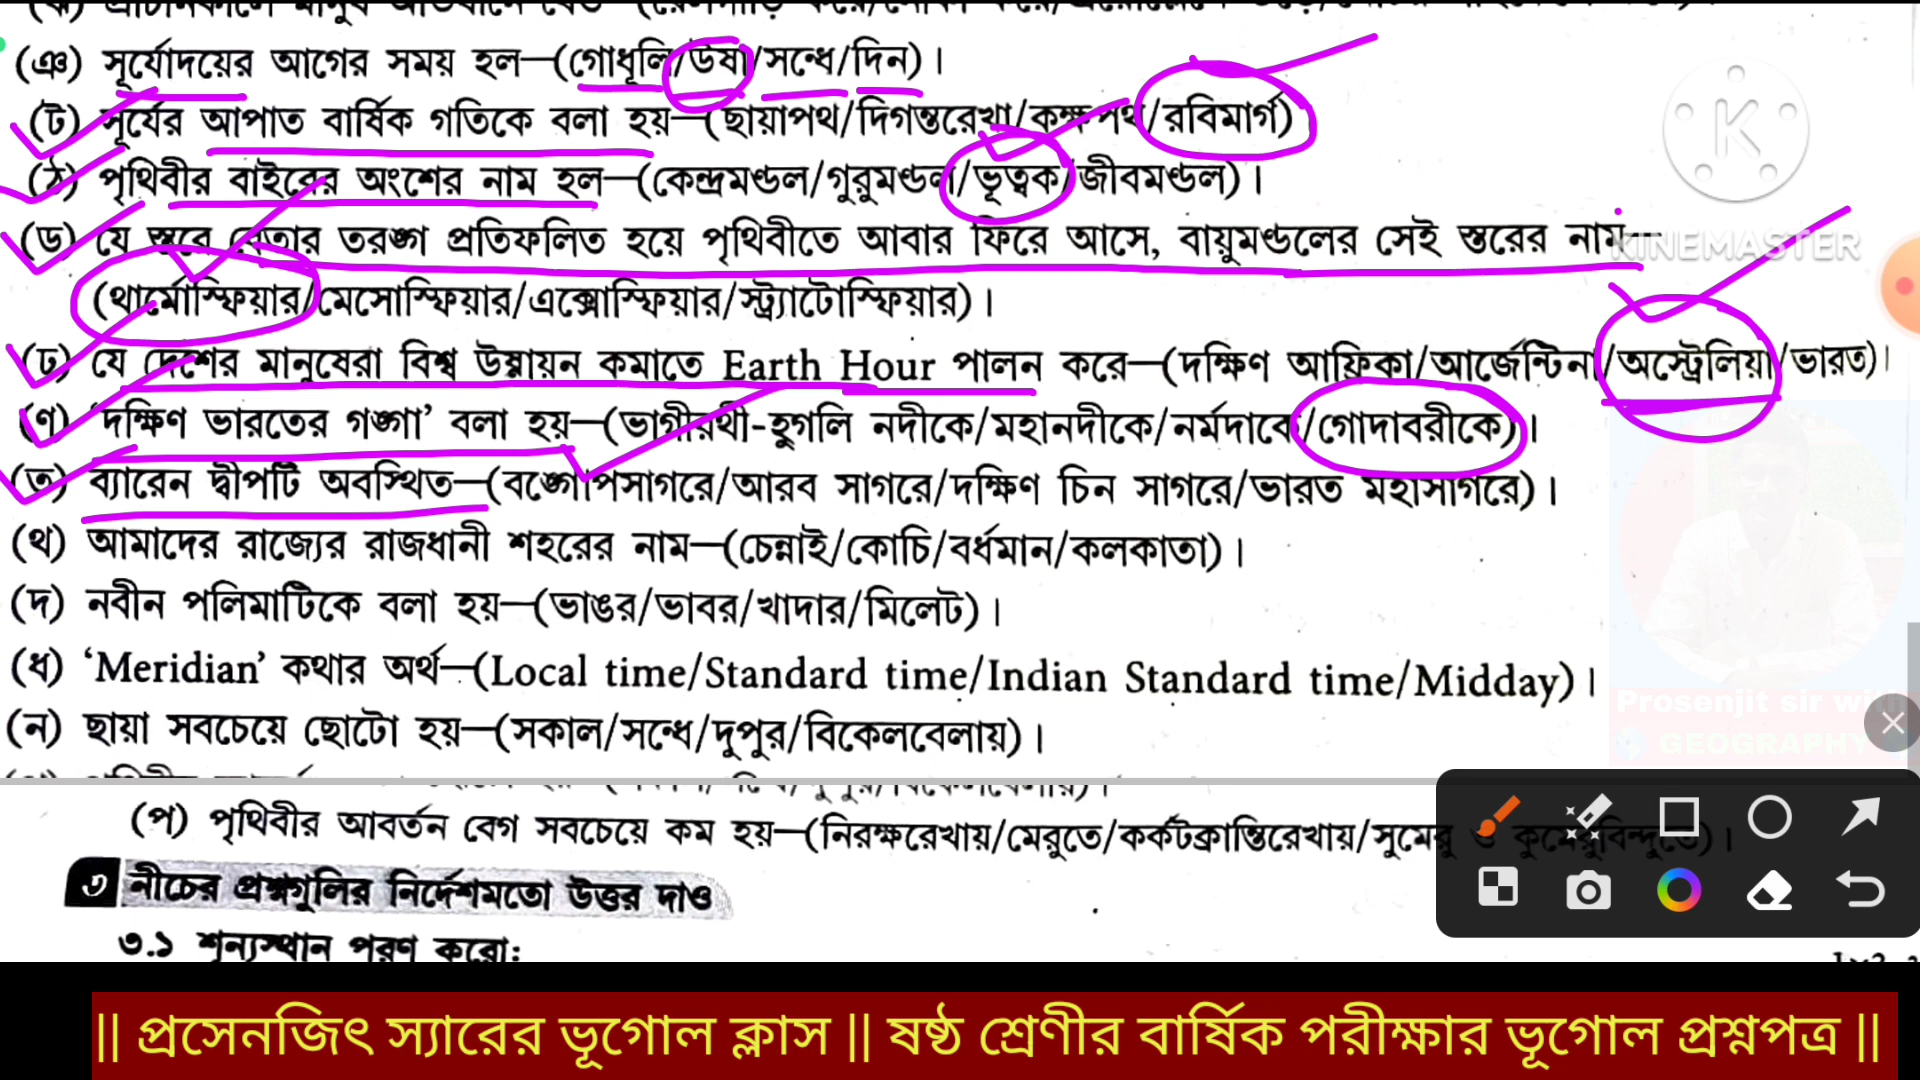 (ঞ) সূর্যোদয়ের আগের সময় হল—(গোধূলি/উষা/সন্ধে/দিন)।
(ট) সূর্যের আপাত বার্ষিক গতিকে বলা হয়—(ছায়াপথ/দিগন্তরেখা/কক্ষপথ/রবিমার্গ)
(ঠ) পৃথিবীর বাইরের অংশের নাম হল—(কেন্দ্রমণ্ডল/গুরুমণ্ডল/ভূত্বক/জীবমণ্ডল)।
(ড) যে স্তরে বেতার তরঙ্গ প্রতিফলিত হয়ে পৃথিবীতে আবার ফিরে আসে, বায়ুমণ্ডলের সেই স্তরের নাম—
KINEMASTER
(থার্মোস্ফিয়ার/মেসোস্ফিয়ার/এক্সোস্ফিয়ার/স্ট্র্যাটোস্ফিয়ার)।
(ঢ) যে দেশের মানুষেরা বিশ্ব উষ্ণায়ন কমাতে Earth Hour পালন করে—(দক্ষিণ আফ্রিকা/আর্জেন্টিনা/অস্ট্রেলিয়া/ভারত)।
(ণ) ‘দক্ষিণ ভারতের গঙ্গা’ বলা হয়—(ভাগীরথী-হুগলি নদীকে/মহানদীকে/নর্মদাকে/গোদাবরীকে)।
(ত) ব্যারেন দ্বীপটি অবস্থিত—(বঙ্গোপসাগরে/আরব সাগরে/দক্ষিণ চিন সাগরে/ভারত মহাসাগরে)।
(থ) আমাদের রাজ্যের রাজধানী শহরের নাম—(চেন্নাই/কোচি/বর্ধমান/কলকাতা)।
(দ) নবীন পলিমাটিকে বলা হয়—(ভাঙর/ভাবর/খাদার/মিলেট)।
(ধ) ‘Meridian’ কথার অর্থ—(Local time/Standard time/Indian Standard time/Midday)।
Prosenjit sir with
(ন) ছায়া সবচেয়ে ছোটো হয়—(সকাল/সন্ধে/দুপুর/বিকেলবেলায়)।
GEOGRAPHY
(প) পৃথিবীর আবর্তন বেগ সবচেয়ে কম হয়—(নিরক্ষরেখায়/মেরুতে/কর্কটক্রান্তিরেখায়/সুমেরু ও কুমেরুবিন্দুতে)।
৩ নীচের প্রশ্নগুলির নির্দেশমতো উত্তর দাও
৩.১ শূন্যস্থান পূরণ করো:
|| প্রসেনজিৎ স্যারের ভূগোল ক্লাস || ষষ্ঠ শ্রেণীর বার্ষিক পরীক্ষার ভূগোল প্রশ্নপত্র ||